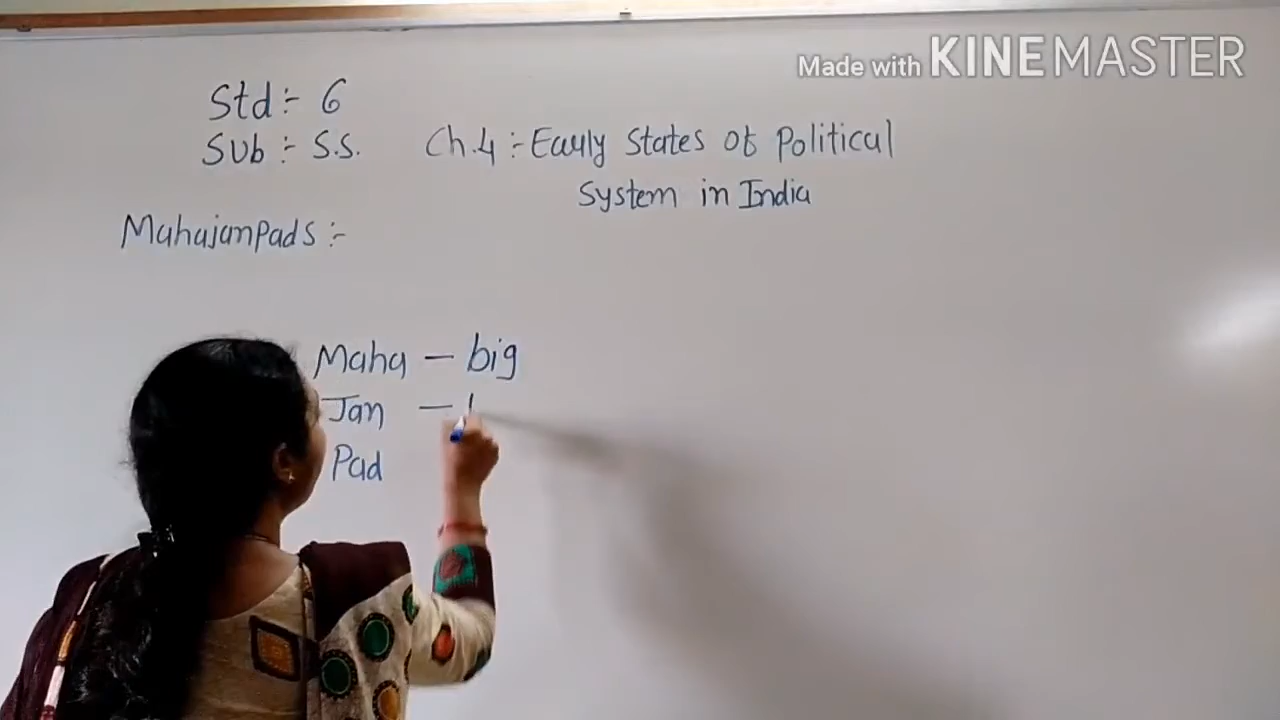 Made with KINEMASTER
Std :- 6
Sub :- S.S. Ch.4 :- Early States of Political
System in India
Mahajanpads :-
Maha - big
Jan -
Pad